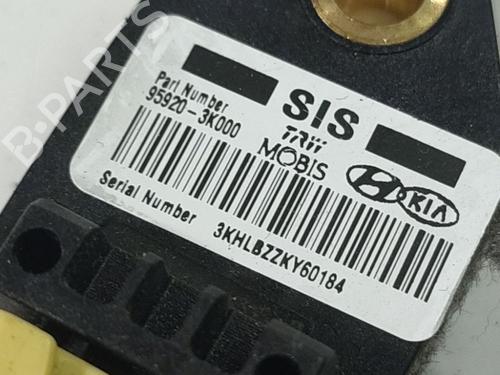 SIS
Part Number
95920-3K000
TRW
MOBIS
KIA
Serial Number
3KHLBZZKY60184
B-PARTS